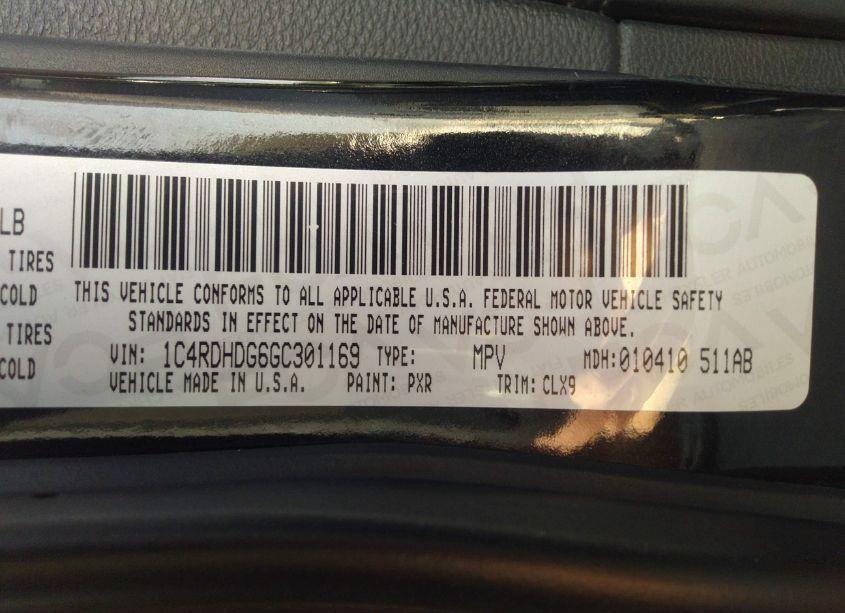 LB
TIRES
COLD
TIRES
COLD
THIS VEHICLE CONFORMS TO ALL APPLICABLE U.S.A. FEDERAL MOTOR VEHICLE SAFETY
STANDARDS IN EFFECT ON THE DATE OF MANUFACTURE SHOWN ABOVE.
VIN: 1C4RDHDG6GC301169 TYPE: MPV MDH:010410 511AB
VEHICLE MADE IN U.S.A. PAINT: PXR TRIM: CLX9